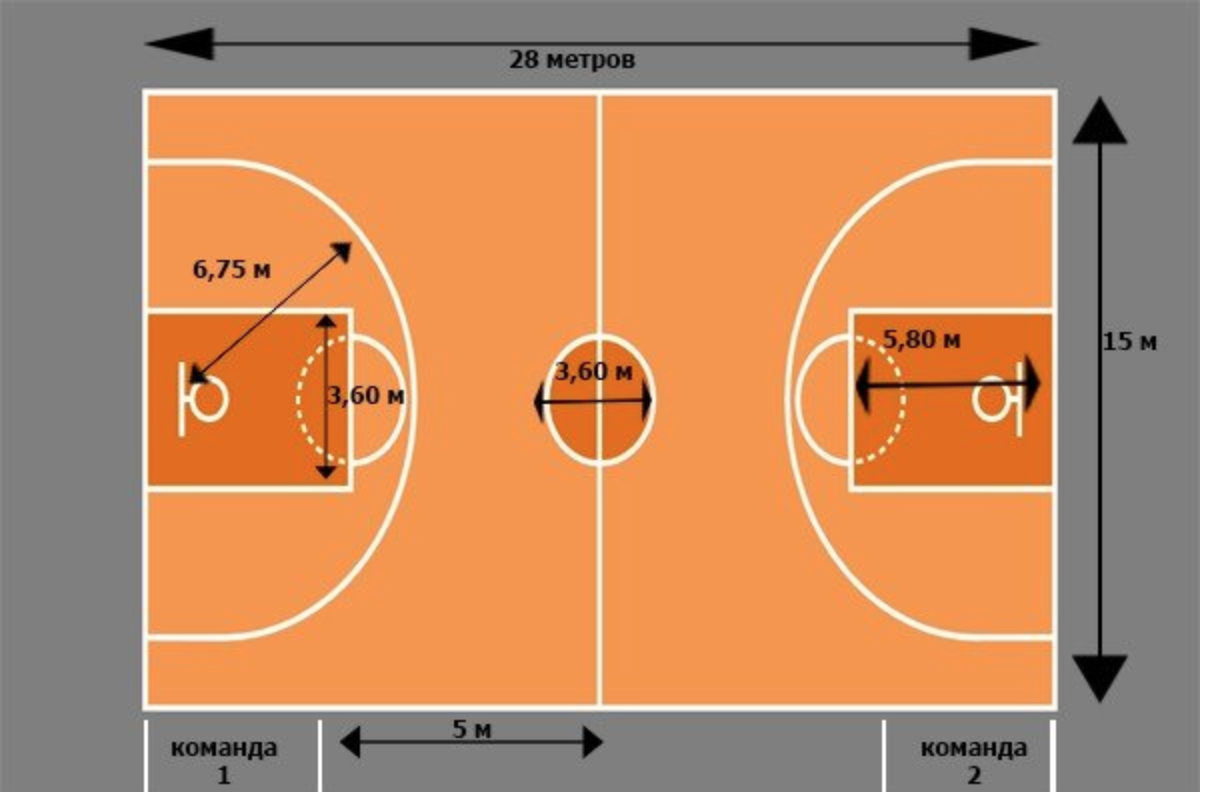 28 метров
6,75 м
3,60 м
3,60 м
5,80 м
15 м
5 м
команда
1
команда
2